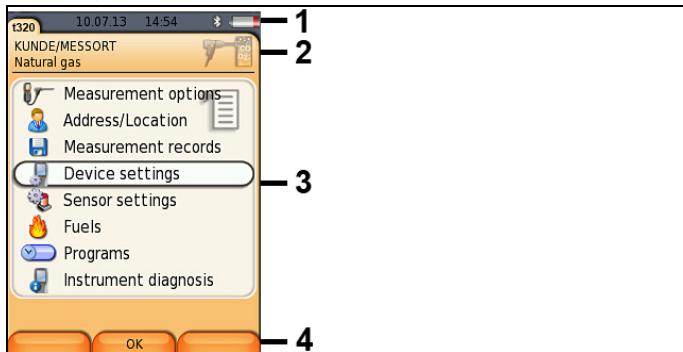 10.07.13 14:54
t320
1
KUNDE/MESSORT
Natural gas
2
Measurement options
Address/Location
Measurement records
Device settings
3
Sensor settings
Fuels
Programs
Instrument diagnosis
OK
4